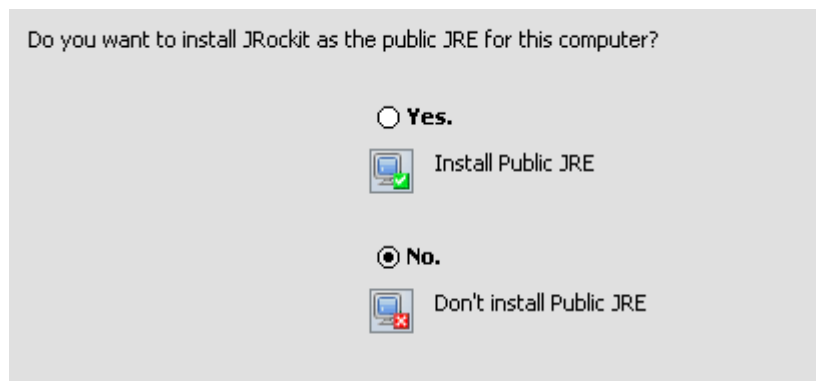 Do you want to install JRockit as the public JRE for this computer?
Yes.
Install Public JRE
No.
Don't install Public JRE